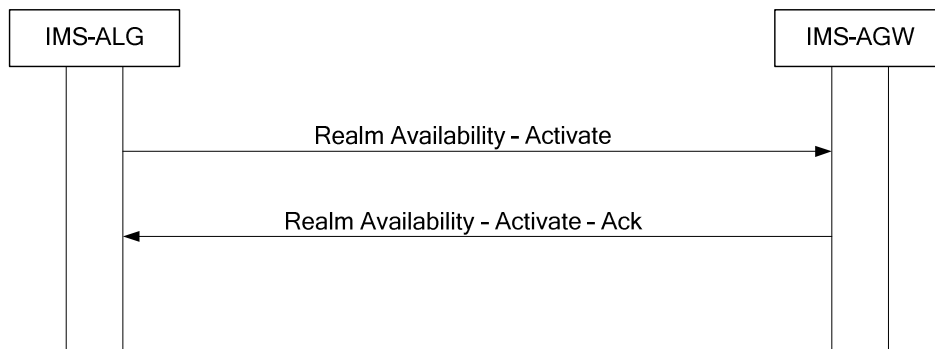 IMS-ALG
IMS-AGW
Realm Availability - Activate
Realm Availability - Activate - Ack